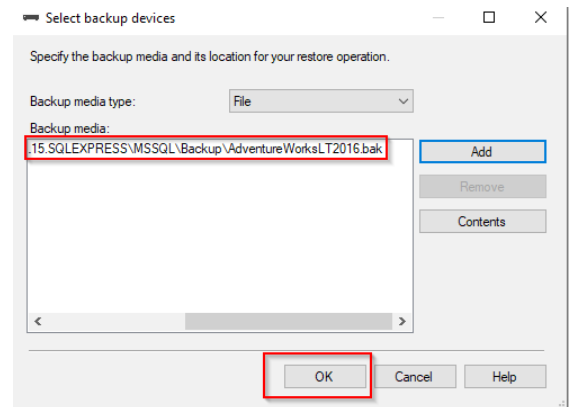 Select backup devices
Specify the backup media and its location for your restore operation.
Backup media type:
File
Backup media:
.15.SQLEXPRESS\MSSQL\Backup\AdventureWorksLT2016.bak
Add
Remove
Contents
OK
Cancel
Help